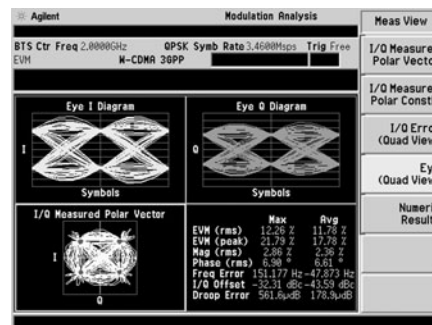 Agilent Modulation Analysis
Meas View
BTS Ctr Freq 2.0000GHz QPSK Symb Rate 3.4600Msps Trig Free
EVM W-CDMA 3GPP
I/Q Measure
Polar Vecto
I/Q Measure
Polar Const
I/Q Erro
(Quad View
Ey
(Quad View
Numeri
Result
Eye I Diagram
I
Symbols
Eye Q Diagram
Q
Symbols
I/Q Measured Polar Vector
I
Q
Max Avg
EVM (rms) 12.26 % 11.78 %
EVM (peak) 21.79 % 17.78 %
Mag (rms) 2.86 % 2.36 %
Phase (rms) 6.90 ° 6.61 °
Freq Error 151.177 Hz -47.873 Hz
I/Q Offset -32.31 dBc -43.59 dBc
Droop Error 561.6µdB 178.9µdB